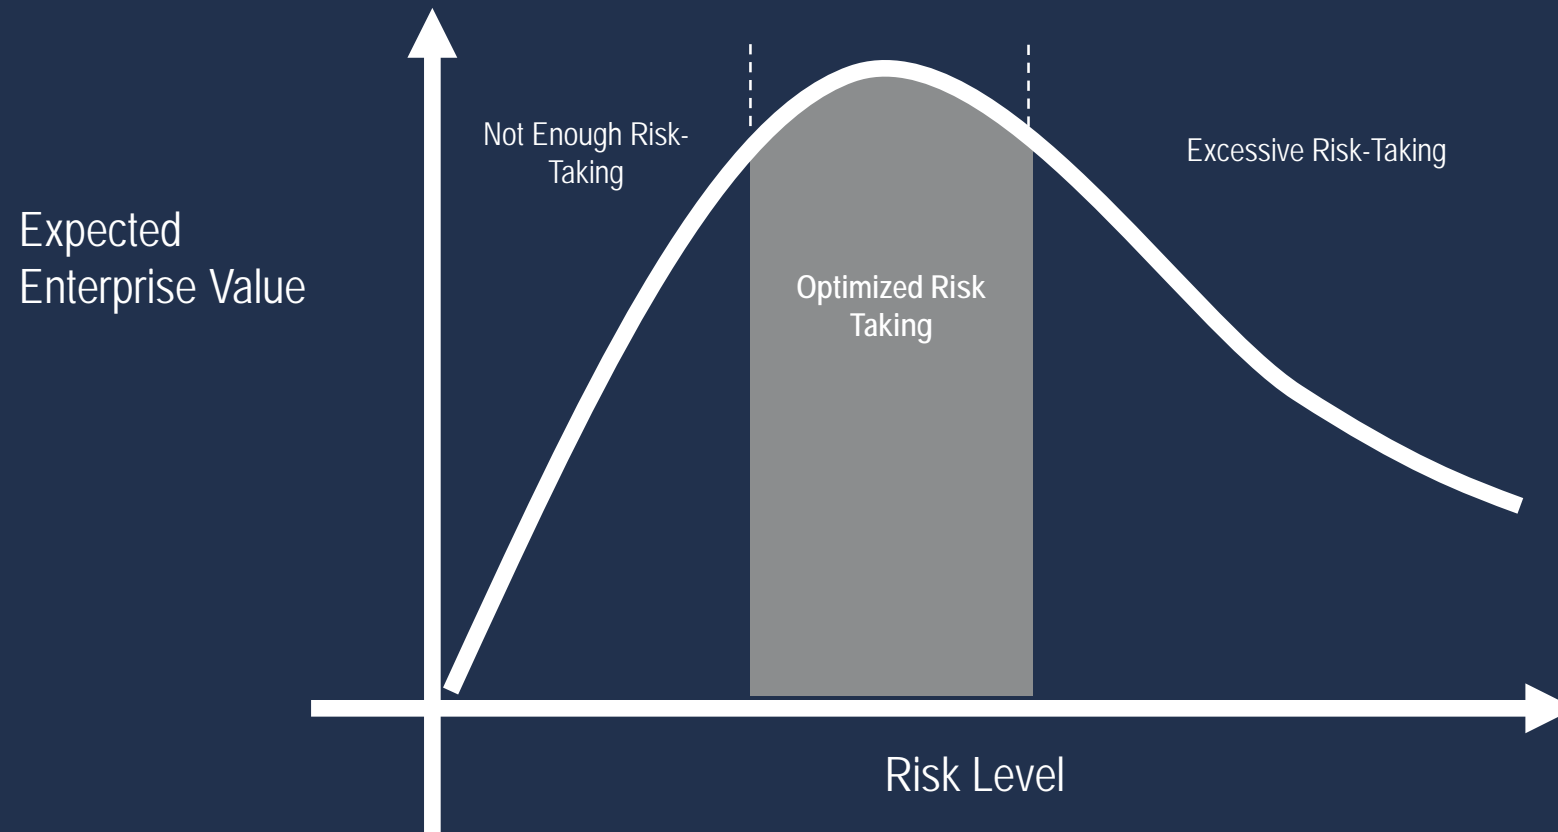 Not Enough Risk-
Taking
Excessive Risk-Taking
Expected
Enterprise Value
Optimized Risk
Taking
Risk Level